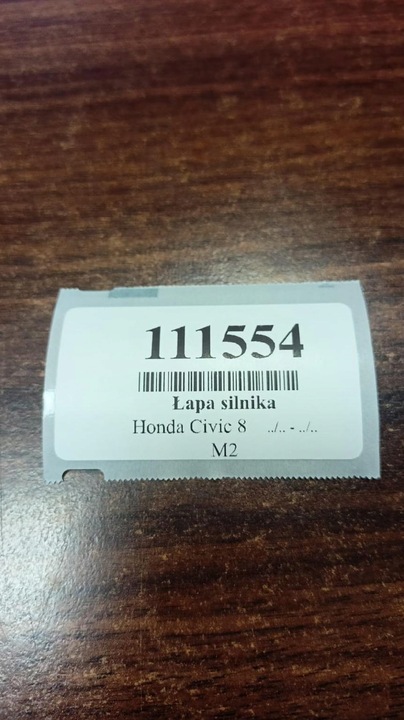 111554
Łapa silnika
Honda Civic 8 ../.. - ../..
M2